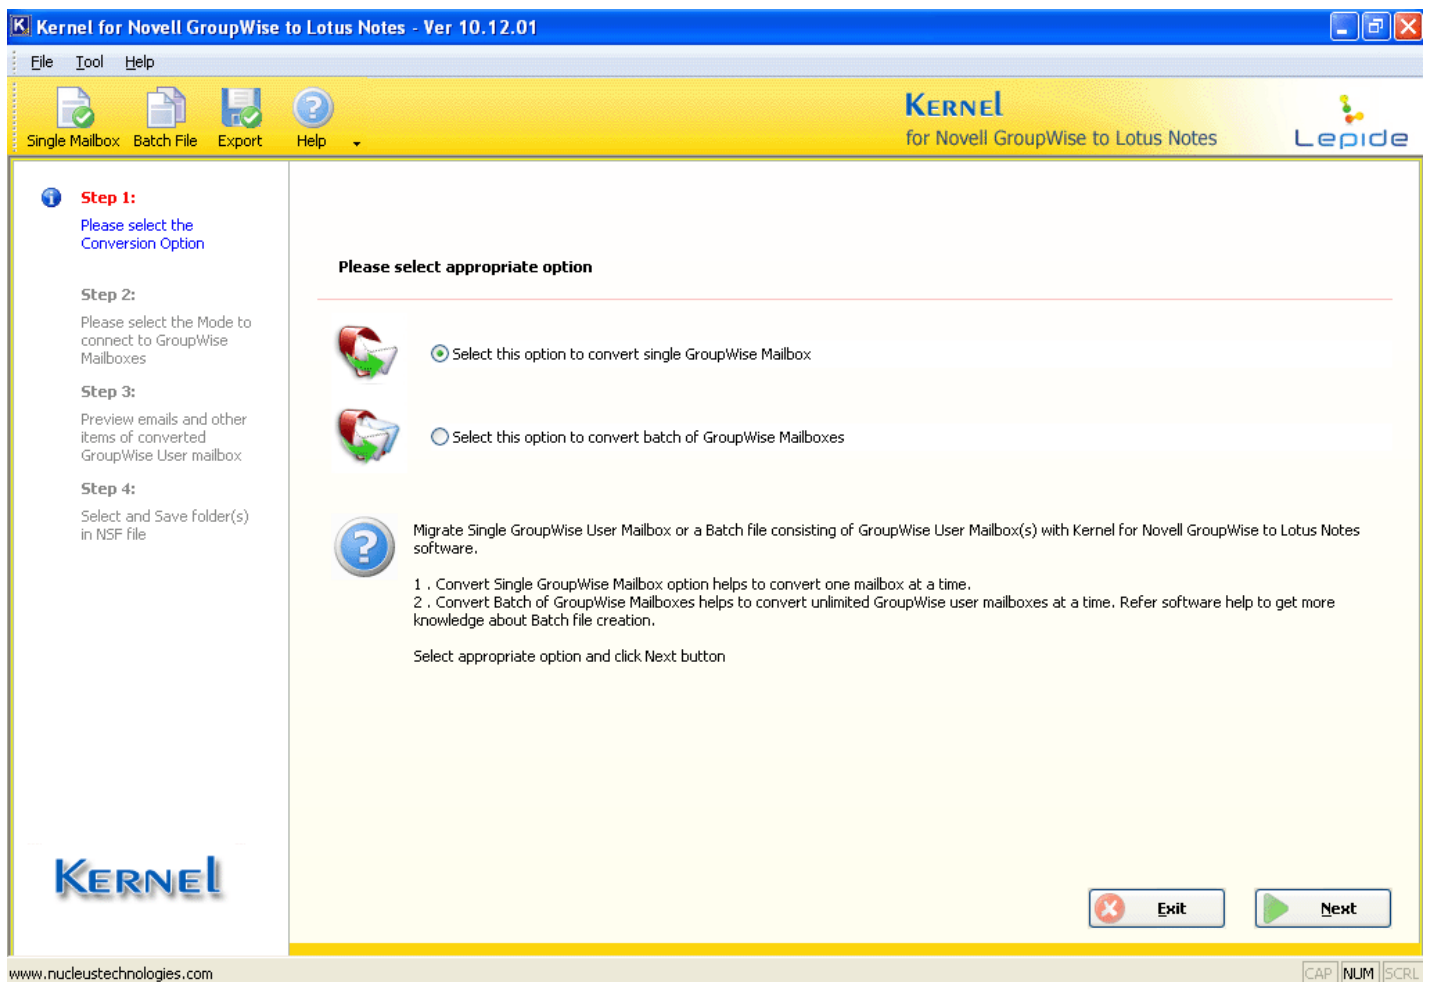 Kernel for Novell GroupWise to Lotus Notes - Ver 10.12.01
File Tool Help
Single Mailbox Batch File Export Help
KERNEl
for Novell GroupWise to Lotus Notes
Lepide
Step 1:
Please select the
Conversion Option
Step 2:
Please select the Mode to
connect to GroupWise
Mailboxes
Step 3:
Preview emails and other
items of converted
GroupWise User mailbox
Step 4:
Select and Save folder(s)
in NSF file
KERNEl
Please select appropriate option
Select this option to convert single GroupWise Mailbox
Select this option to convert batch of GroupWise Mailboxes
Migrate Single GroupWise User Mailbox or a Batch file consisting of GroupWise User Mailbox(s) with Kernel for Novell GroupWise to Lotus Notes
software.
1 . Convert Single GroupWise Mailbox option helps to convert one mailbox at a time.
2 . Convert Batch of GroupWise Mailboxes helps to convert unlimited GroupWise user mailboxes at a time. Refer software help to get more
knowledge about Batch file creation.
Select appropriate option and click Next button
Exit Next
www.nucleustechnologies.com
CAP NUM SCRL